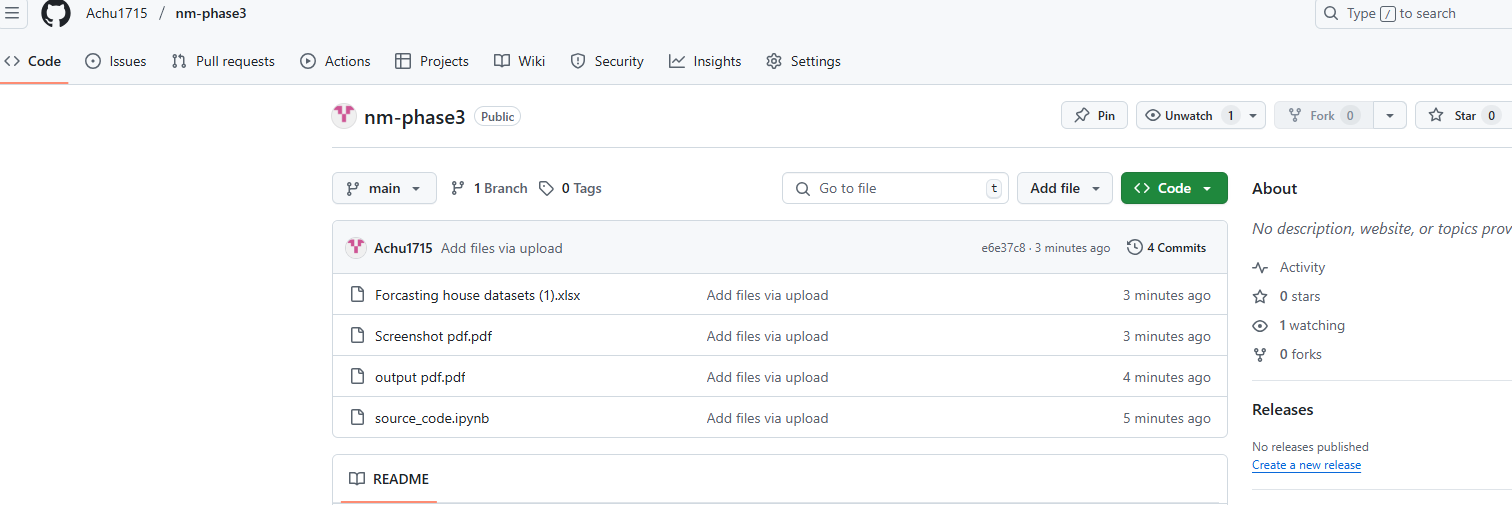 Achu1715 / nm-phase3
Type / to search
Code Issues Pull requests Actions Projects Wiki Security Insights Settings
nm-phase3 Public
Pin Unwatch 1 Fork 0 Star 0
main 1 Branch 0 Tags Go to file t Add file Code
Achu1715 Add files via upload e6e37c8 · 3 minutes ago 4 Commits
Forcasting house datasets (1).xlsx Add files via upload 3 minutes ago
Screenshot pdf.pdf Add files via upload 3 minutes ago
output pdf.pdf Add files via upload 4 minutes ago
source_code.ipynb Add files via upload 5 minutes ago
README
About
No description, website, or topics prov
Activity
0 stars
1 watching
0 forks
Releases
No releases published
Create a new release